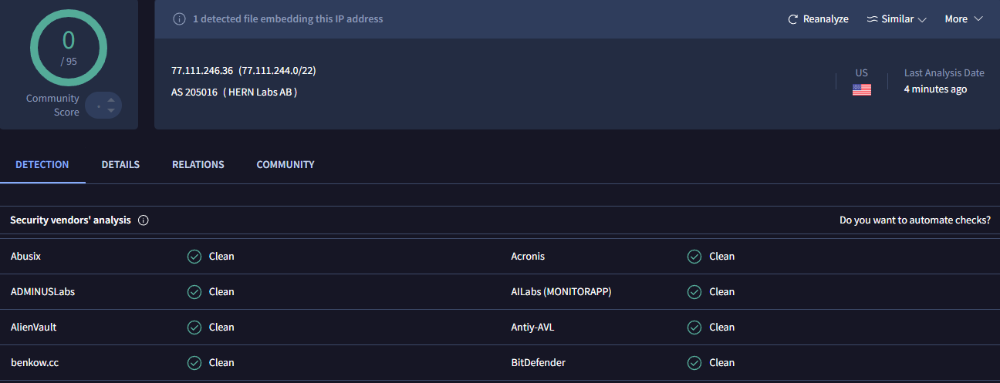 0
/ 95
Community
Score
1 detected file embedding this IP address
Reanalyze
Similar
More
77.111.246.36 (77.111.244.0/22)
AS 205016 ( HERN Labs AB )
US
Last Analysis Date
4 minutes ago
DETECTION
DETAILS
RELATIONS
COMMUNITY
Security vendors' analysis
Do you want to automate checks?
Abusix Clean Acronis Clean
ADMINUSLabs Clean AILabs (MONITORAPP) Clean
AlienVault Clean Antiy-AVL Clean
benkow.cc Clean BitDefender Clean